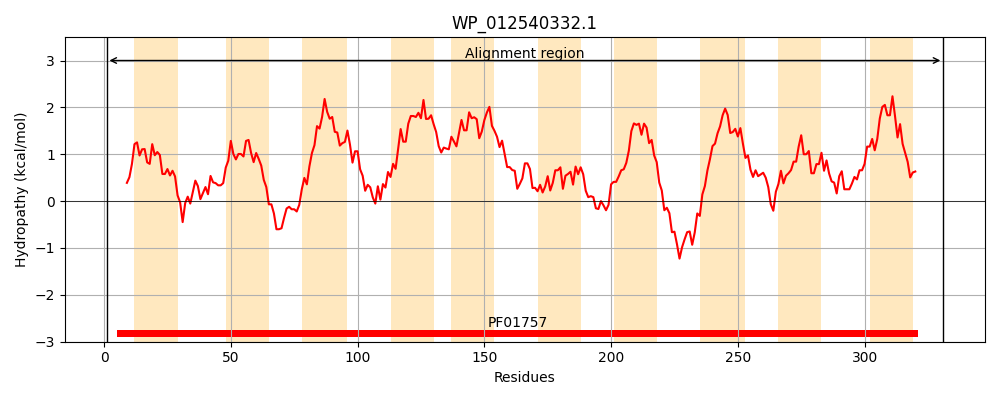 WP_012540332.1
Alignment region
3
2
1
0
−1
−2
−3
Hydropathy (kcal/mol)
PF01757
0
50
100
150
200
250
300
Residues